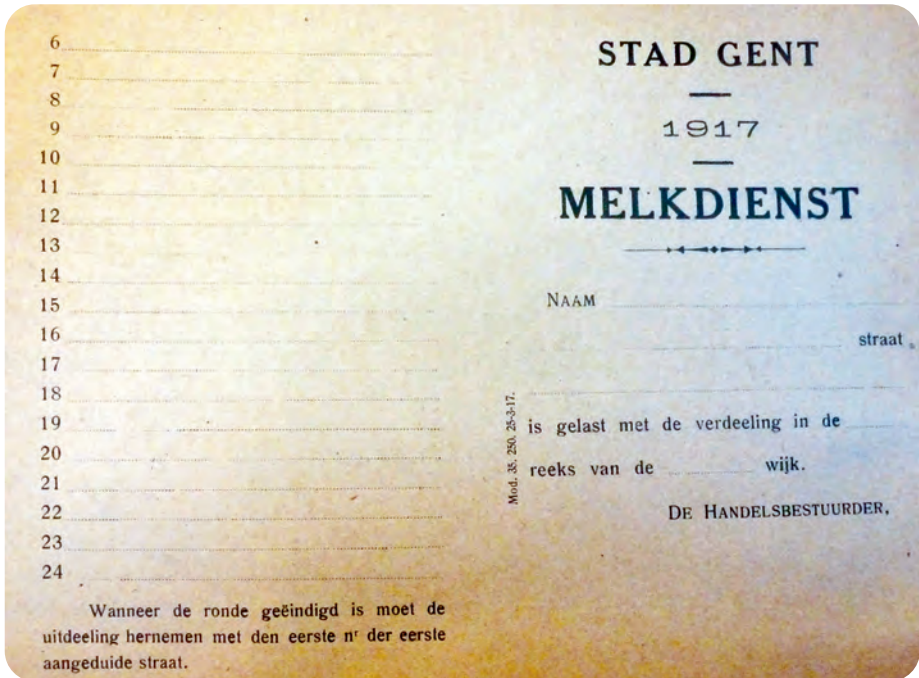 6
7
8
9
10
11
12
13
14
15
16
17
18
19
20
21
22
23
24
Wanneer de ronde geëindigd is moet de
uitdeeling hernemen met den eerste nr der eerste
aangeduide straat.
STAD GENT
1917
MELKDIENST
NAAM
straat
is gelast met de verdeeling in de
reeks van de wijk.
DE HANDELSBESTUURDER,
Mod. 35. 250. 28-3-17.